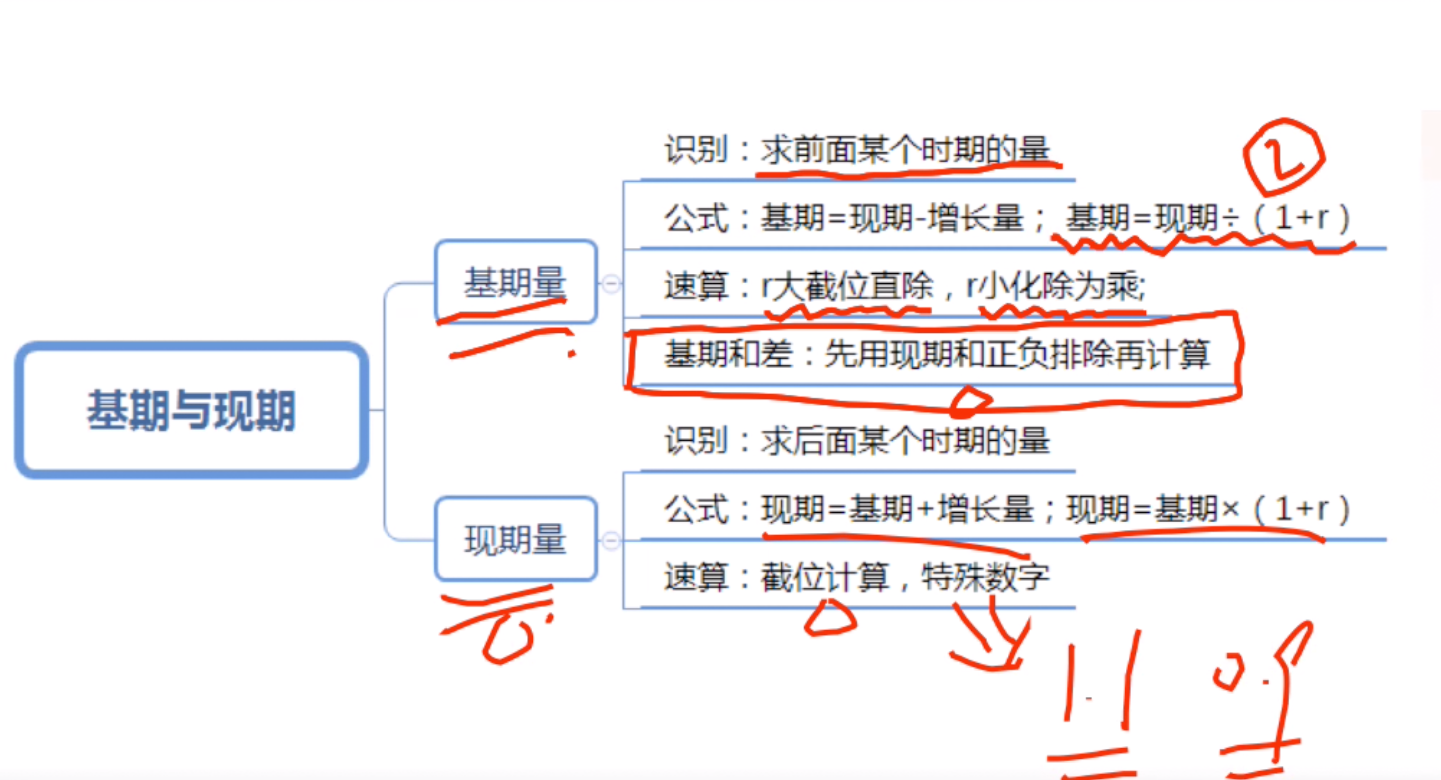 识别：求前面某个时期的量
②
公式：基期=现期-增长量； 基期=现期÷（1+r）
基期量
速算：r大截位直除，r小化除为乘;
基期和差：先用现期和正负排除再计算
基期与现期
识别：求后面某个时期的量
公式：现期=基期+增长量；现期=基期×（1+r）
现期量
速算：截位计算，特殊数字
1.1 0.9